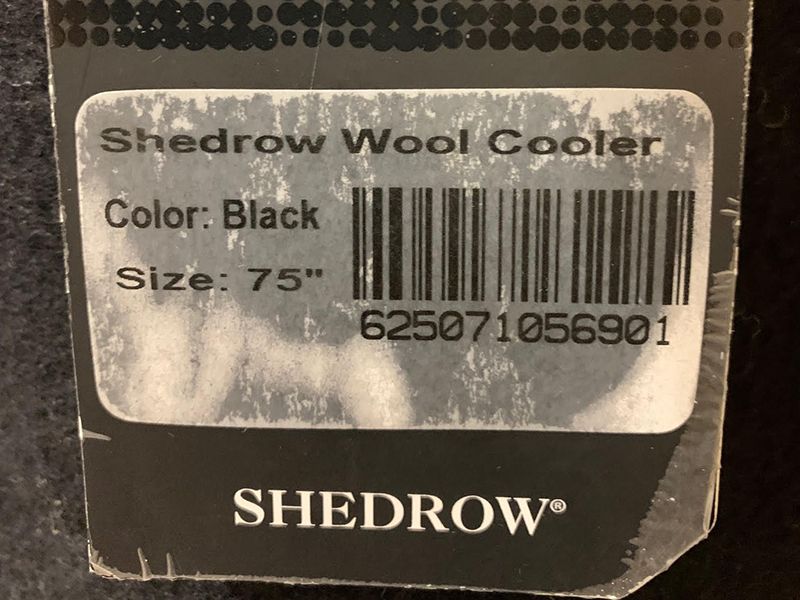 Shedrow Wool Cooler
Color: Black
Size: 75"
625071056901
SHEDROW®